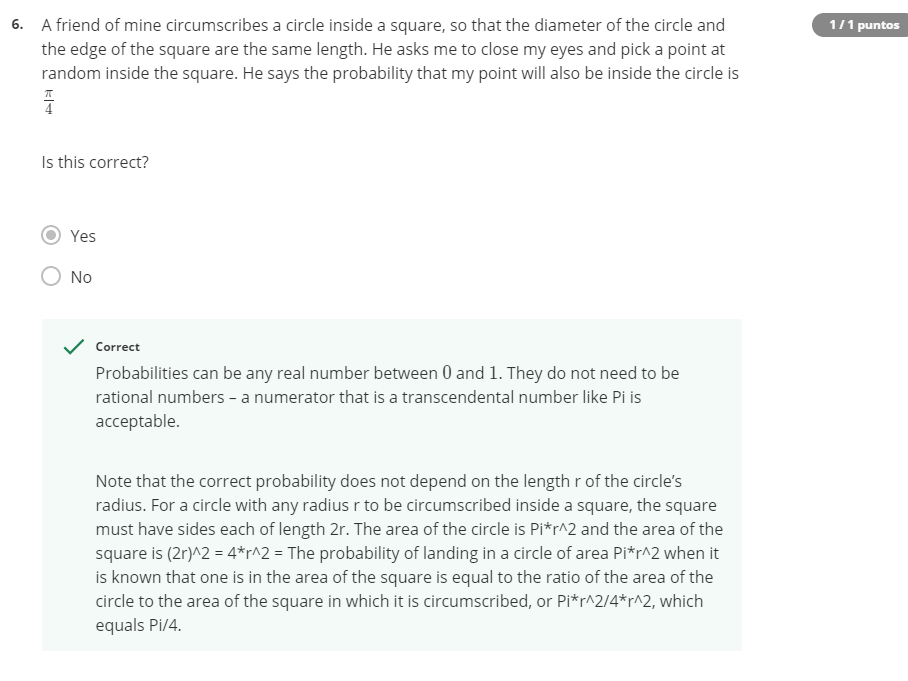 6. A friend of mine circumscribes a circle inside a square, so that the diameter of the circle and
1 / 1 puntos
the edge of the square are the same length. He asks me to close my eyes and pick a point at
random inside the square. He says the probability that my point will also be inside the circle is
π/4
Is this correct?
Yes
No
Correct
Probabilities can be any real number between 0 and 1. They do not need to be
rational numbers – a numerator that is a transcendental number like Pi is
acceptable.
Note that the correct probability does not depend on the length r of the circle’s
radius. For a circle with any radius r to be circumscribed inside a square, the square
must have sides each of length 2r. The area of the circle is Pi*r^2 and the area of the
square is (2r)^2 = 4*r^2 = The probability of landing in a circle of area Pi*r^2 when it
is known that one is in the area of the square is equal to the ratio of the area of the
circle to the area of the square in which it is circumscribed, or Pi*r^2/4*r^2, which
equals Pi/4.